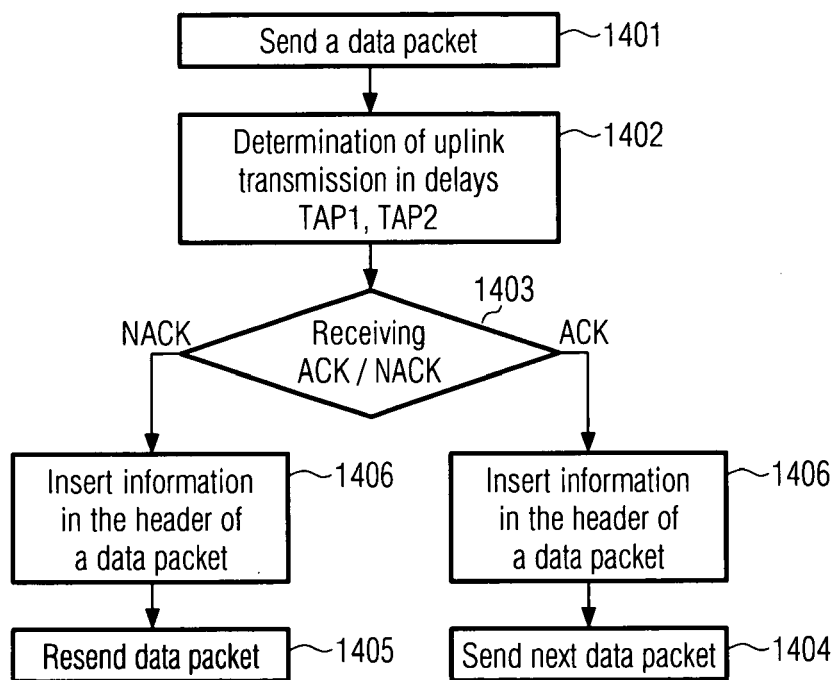 Send a data packet
1401
Determination of uplink
transmission in delays
TAP1, TAP2
1402
1403
NACK
Receiving
ACK / NACK
ACK
Insert information
in the header of
a data packet
1406
Insert information
in the header of
a data packet
1406
Resend data packet
1405
Send next data packet
1404